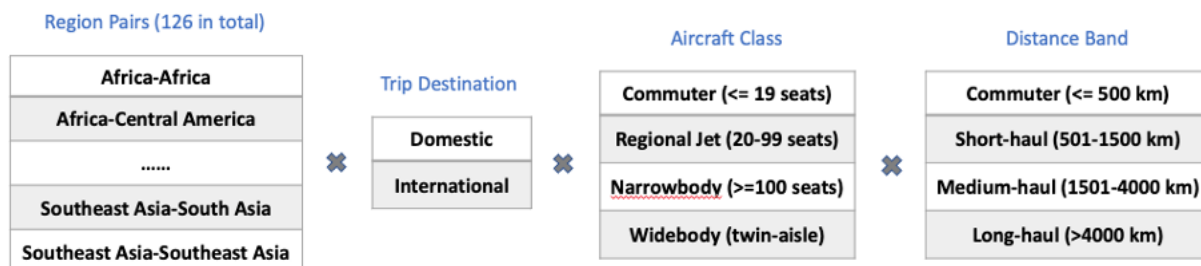 Region Pairs (126 in total)
Africa-Africa
Africa-Central America
......
Southeast Asia-South Asia
Southeast Asia-Southeast Asia
Trip Destination
Domestic
International
Aircraft Class
Commuter (<= 19 seats)
Regional Jet (20-99 seats)
Narrowbody (>=100 seats)
Widebody (twin-aisle)
Distance Band
Commuter (<= 500 km)
Short-haul (501-1500 km)
Medium-haul (1501-4000 km)
Long-haul (>4000 km)